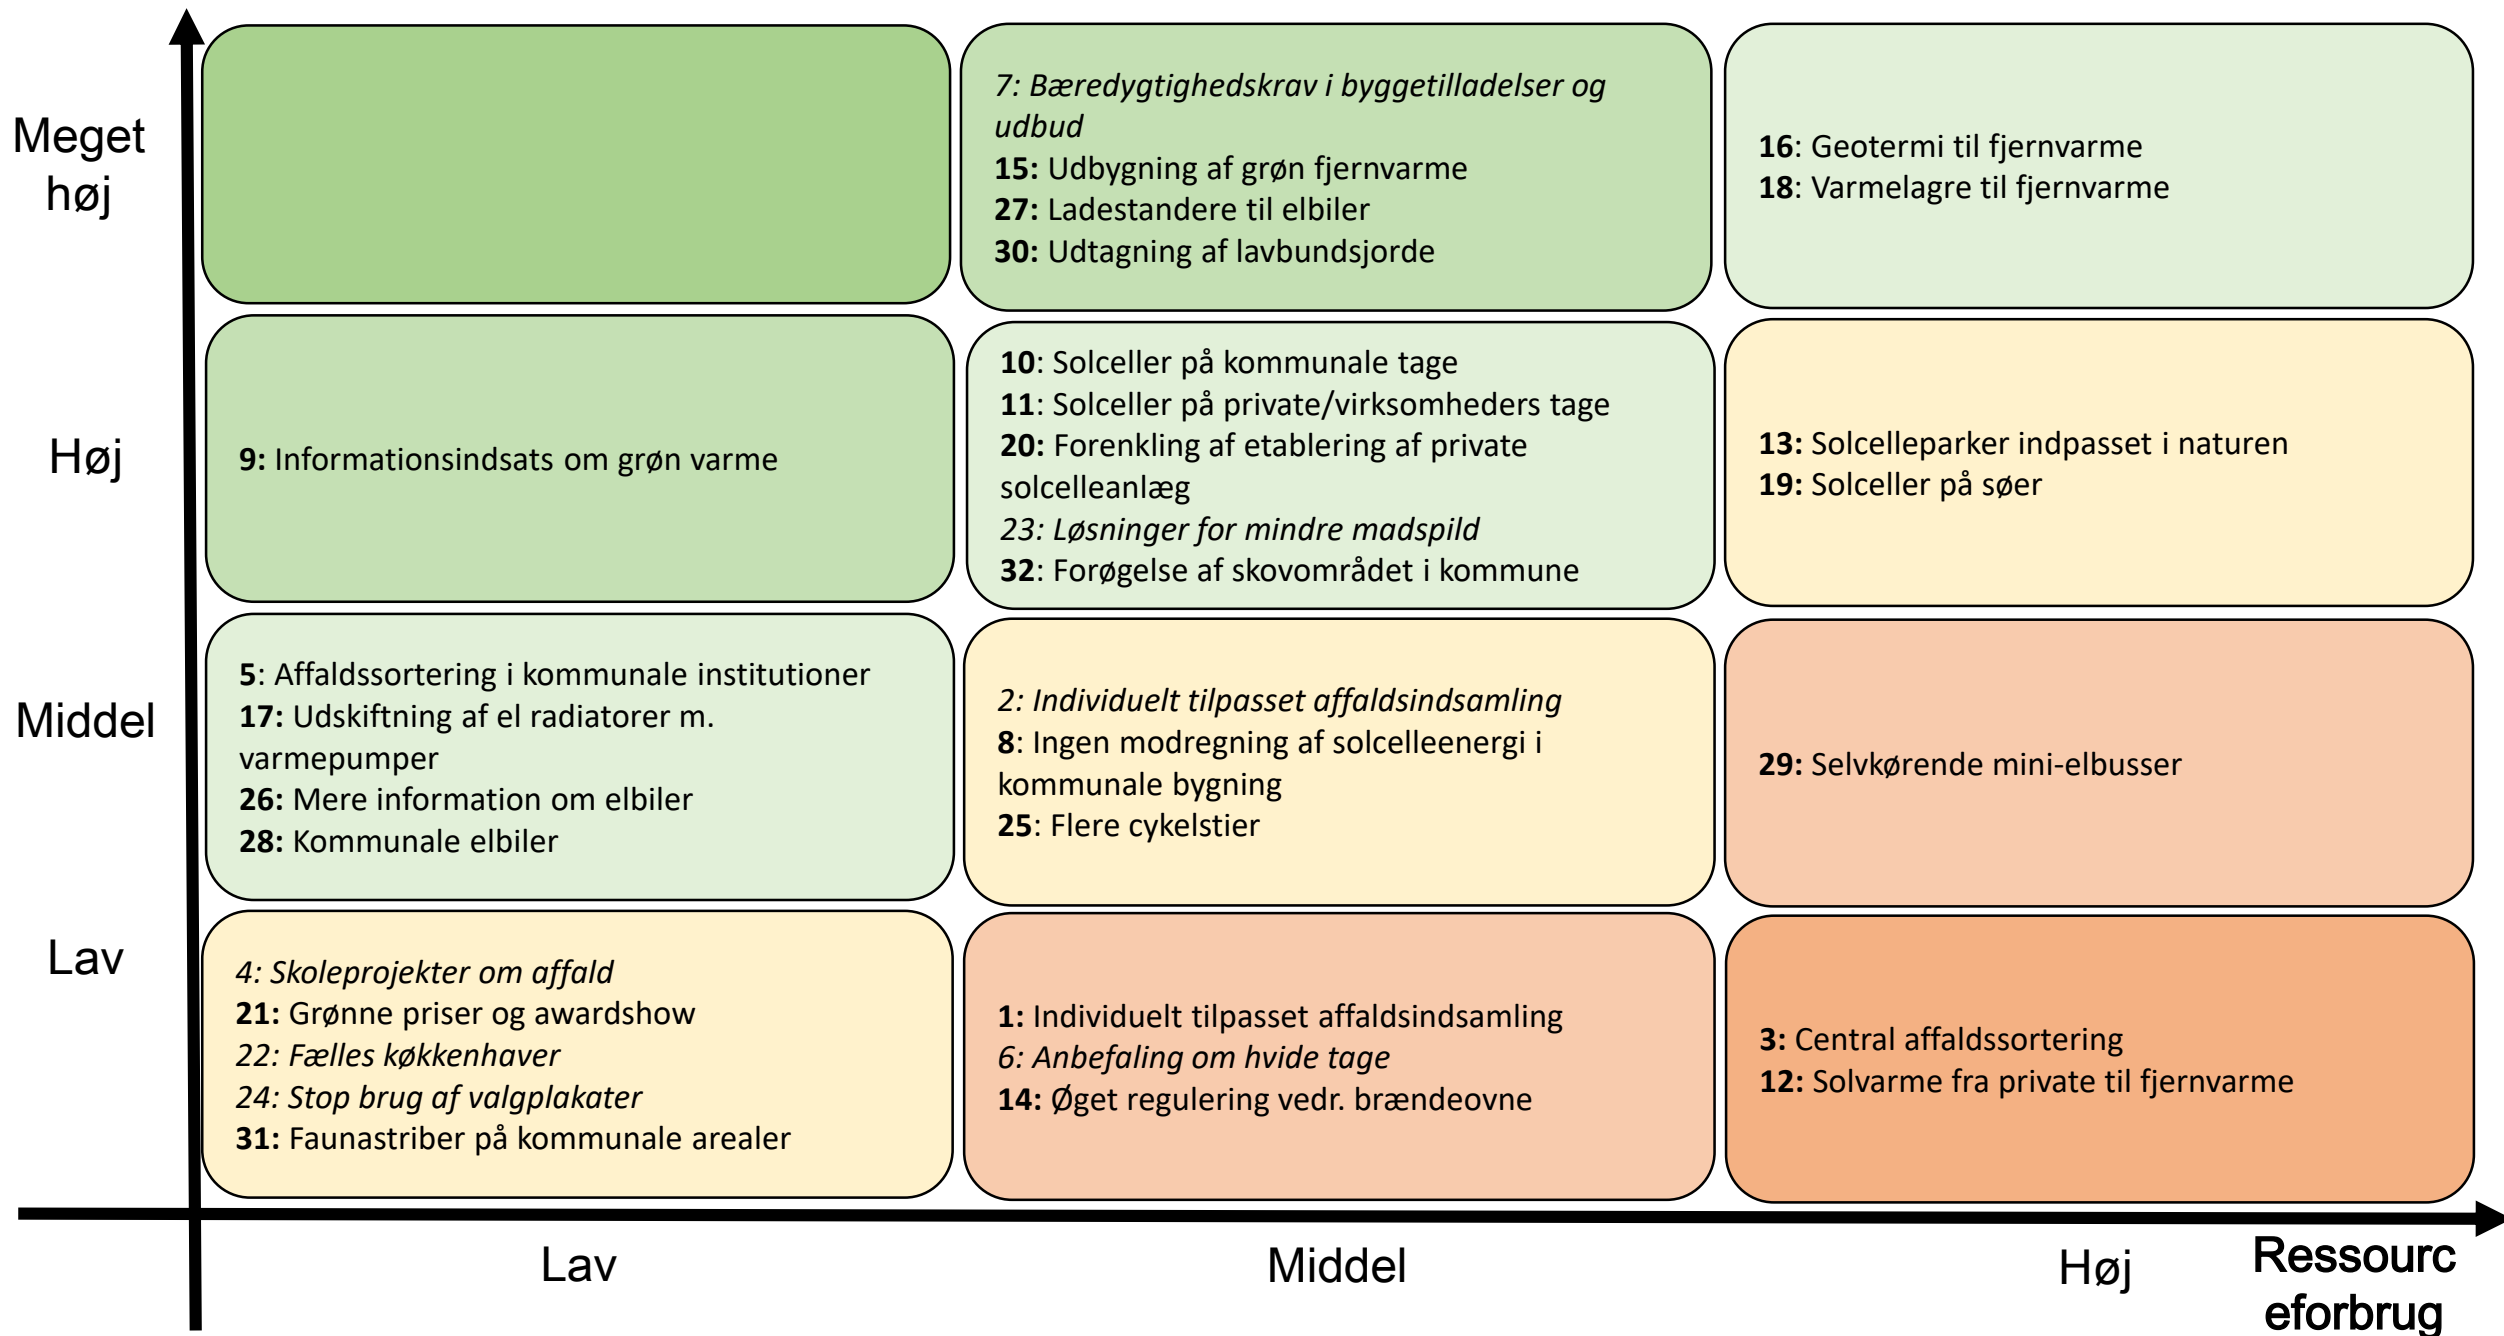 Meget
høj
7: Bæredygtighedskrav i byggetilladelser og
udbud
15: Udbygning af grøn fjernvarme
27: Ladestandere til elbiler
30: Udtagning af lavbundsjorde
16: Geotermi til fjernvarme
18: Varmelagre til fjernvarme
Høj
9: Informationsindsats om grøn varme
10: Solceller på kommunale tage
11: Solceller på private/virksomheders tage
20: Forenkling af etablering af private
solcelleanlæg
23: Løsninger for mindre madspild
32: Forøgelse af skovområdet i kommune
13: Solcelleparker indpasset i naturen
19: Solceller på søer
Middel
5: Affaldssortering i kommunale institutioner
17: Udskiftning af el radiatorer m.
varmepumper
26: Mere information om elbiler
28: Kommunale elbiler
2: Individuelt tilpasset affaldsindsamling
8: Ingen modregning af solcelleenergi i
kommunale bygning
25: Flere cykelstier
29: Selvkørende mini-elbusser
Lav
4: Skoleprojekter om affald
21: Grønne priser og awardshow
22: Fælles køkkenhaver
24: Stop brug af valgplakater
31: Faunastriber på kommunale arealer
1: Individuelt tilpasset affaldsindsamling
6: Anbefaling om hvide tage
14: Øget regulering vedr. brændeovne
3: Central affaldssortering
12: Solvarme fra private til fjernvarme
Lav
Middel
Høj
Ressourc
eforbrug